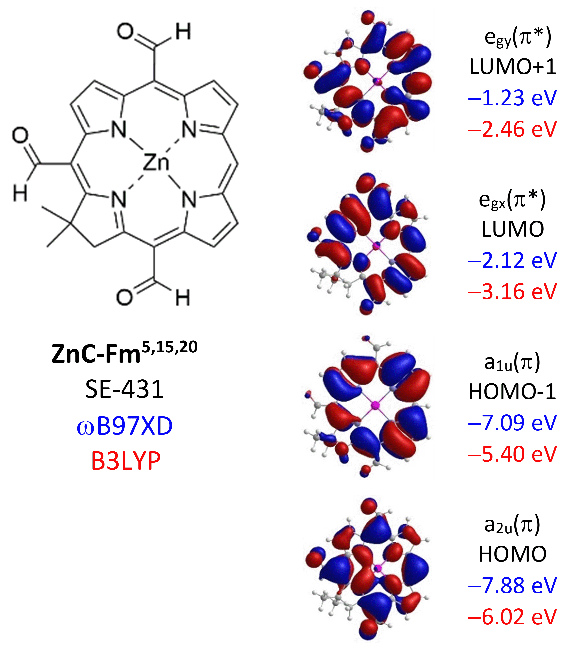 O
H
N
N
Zn
N
N
O
H
O
H
ZnC-Fm5,15,20
SE-431
ωB97XD
B3LYP
egy(π*)
LUMO+1
−1.23 eV
−2.46 eV
egx(π*)
LUMO
−2.12 eV
−3.16 eV
a1u(π)
HOMO-1
−7.09 eV
−5.40 eV
a2u(π)
HOMO
−7.88 eV
−6.02 eV